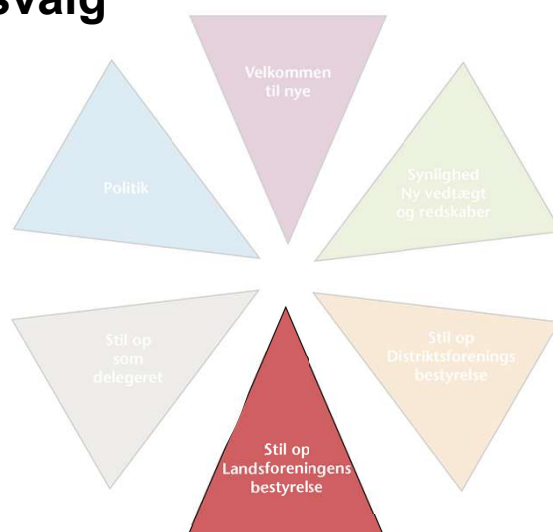 svalg
Velkommen
til nye
Politik
Synlighed
Ny vedtægt
og redskaber
Stil op
som
delegeret
Stil op
Distriktsforenings
bestyrelse
Stil op
Landsforeningens
bestyrelse